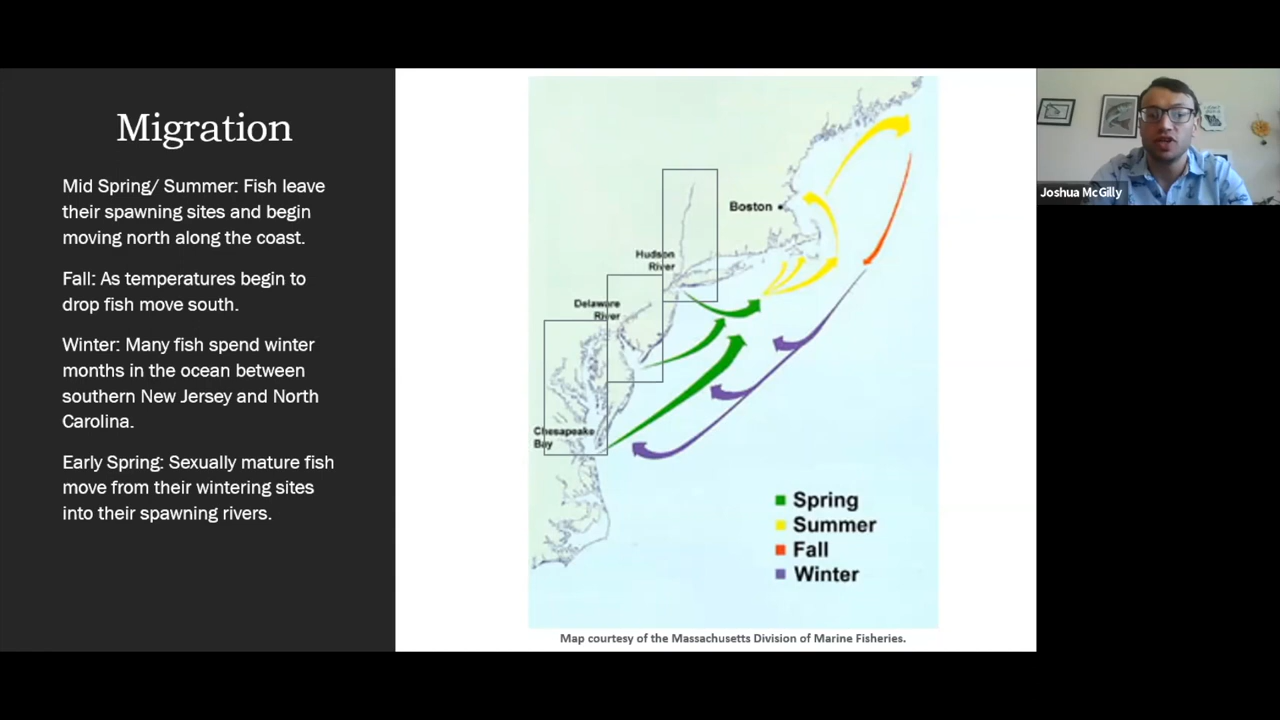 Migration
Mid Spring/ Summer: Fish leave
their spawning sites and begin
moving north along the coast.
Fall: As temperatures begin to
drop fish move south.
Winter: Many fish spend winter
months in the ocean between
southern New Jersey and North
Carolina.
Early Spring: Sexually mature fish
move from their wintering sites
into their spawning rivers.
Boston
Hudson
River
Delaware
River
Chesapeake
Bay
Spring
Summer
Fall
Winter
Map courtesy of the Massachusetts Division of Marine Fisheries.
Joshua McGilly